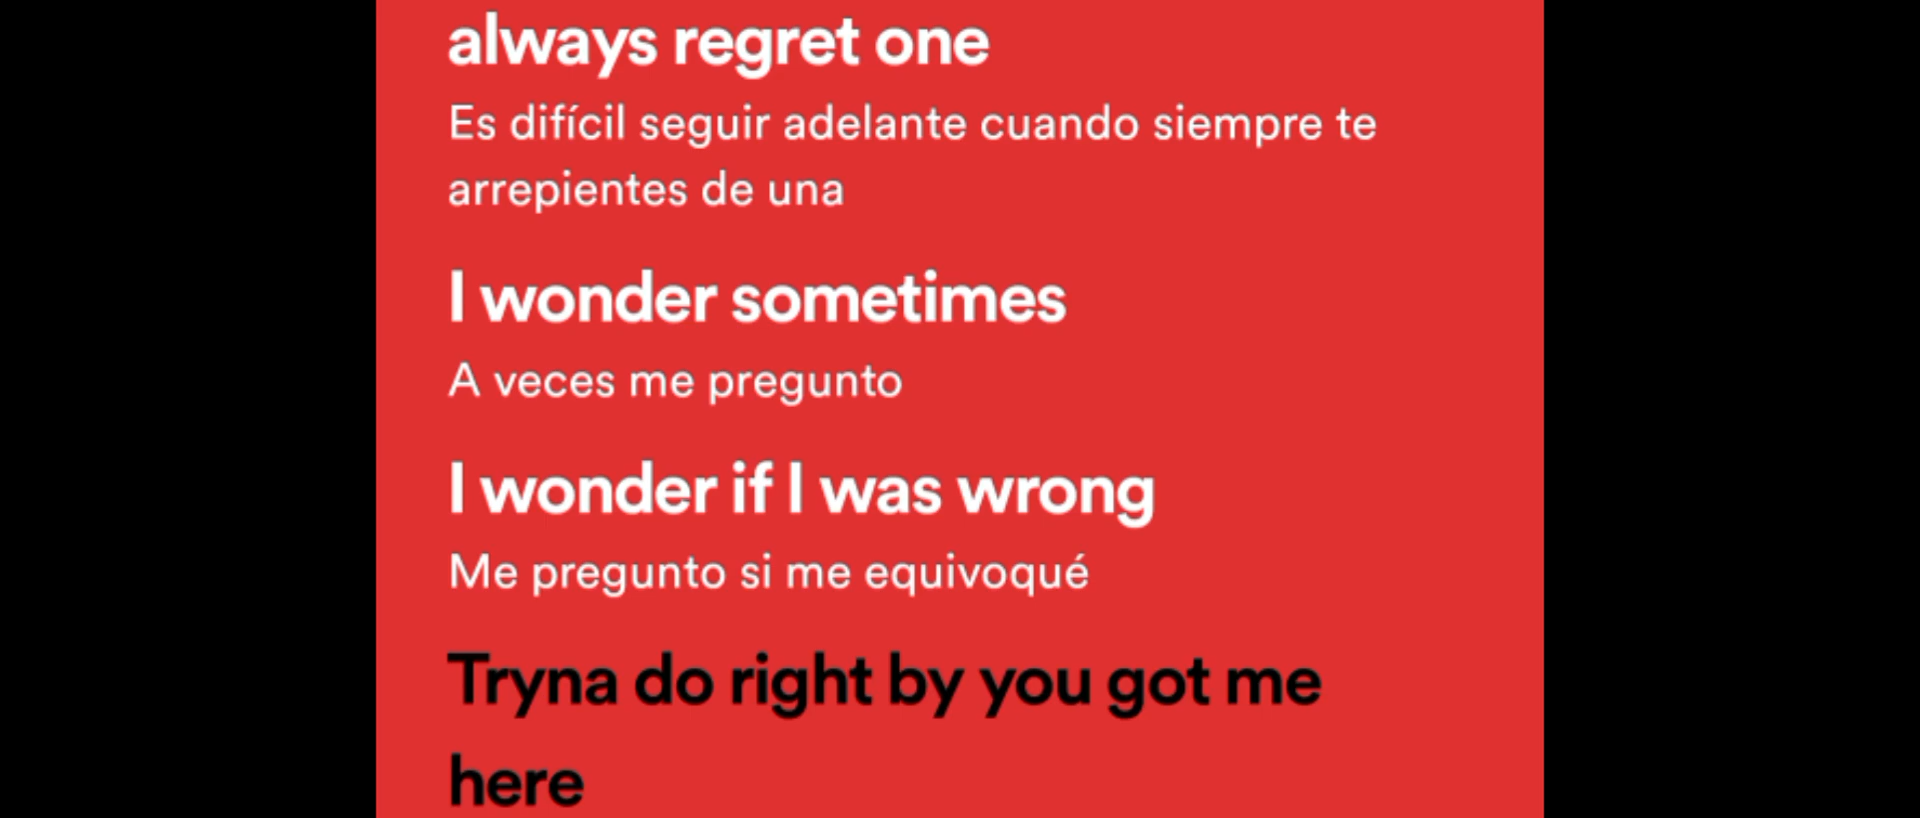 always regret one
Es difícil seguir adelante cuando siempre te
arrepientes de una
I wonder sometimes
A veces me pregunto
I wonder if I was wrong
Me pregunto si me equivoqué
Tryna do right by you got me
here